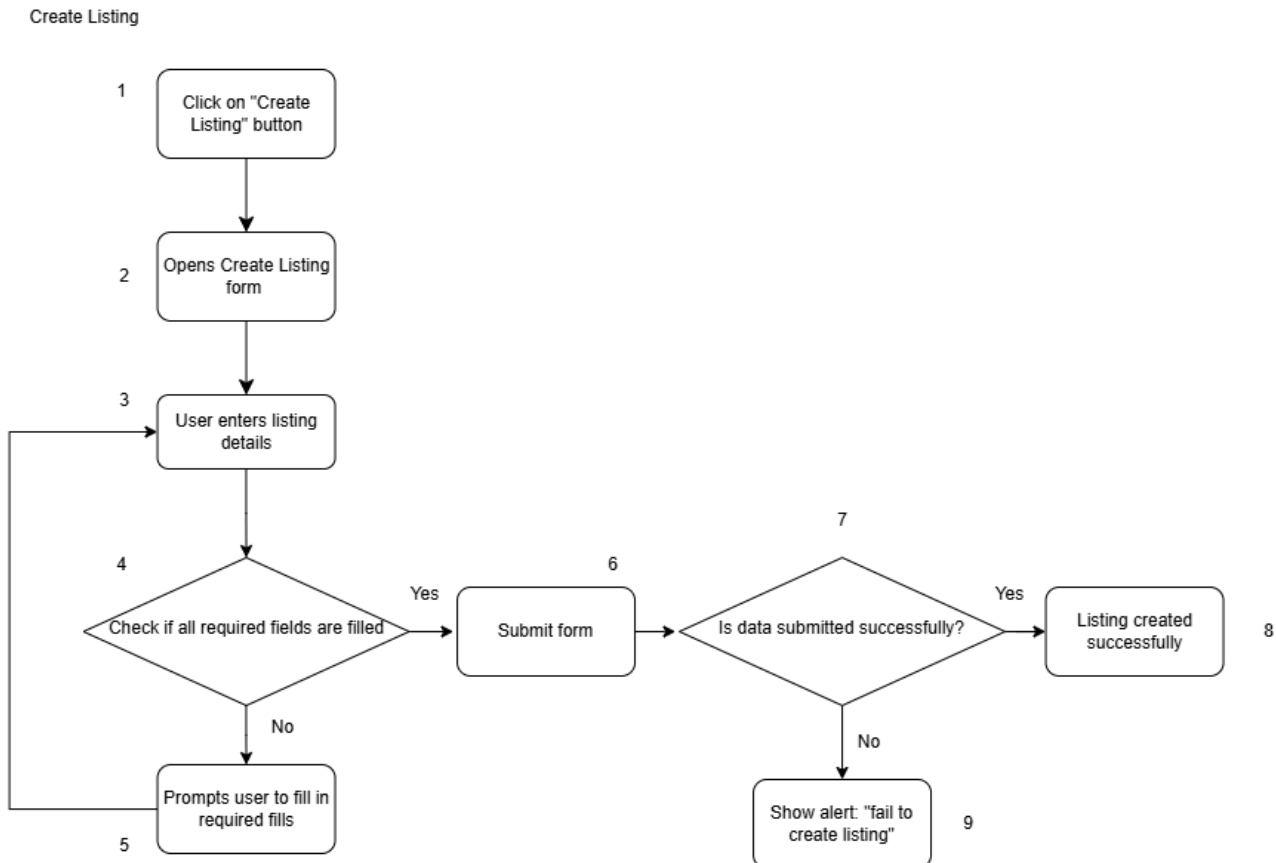 Create Listing
1
Click on "Create
Listing" button
2
Opens Create Listing
form
3
User enters listing
details
4
Check if all required fields are filled
Yes
No
5
Prompts user to fill in
required fills
6
Submit form
7
Is data submitted successfully?
Yes
No
Listing created
successfully
8
Show alert: "fail to
create listing"
9